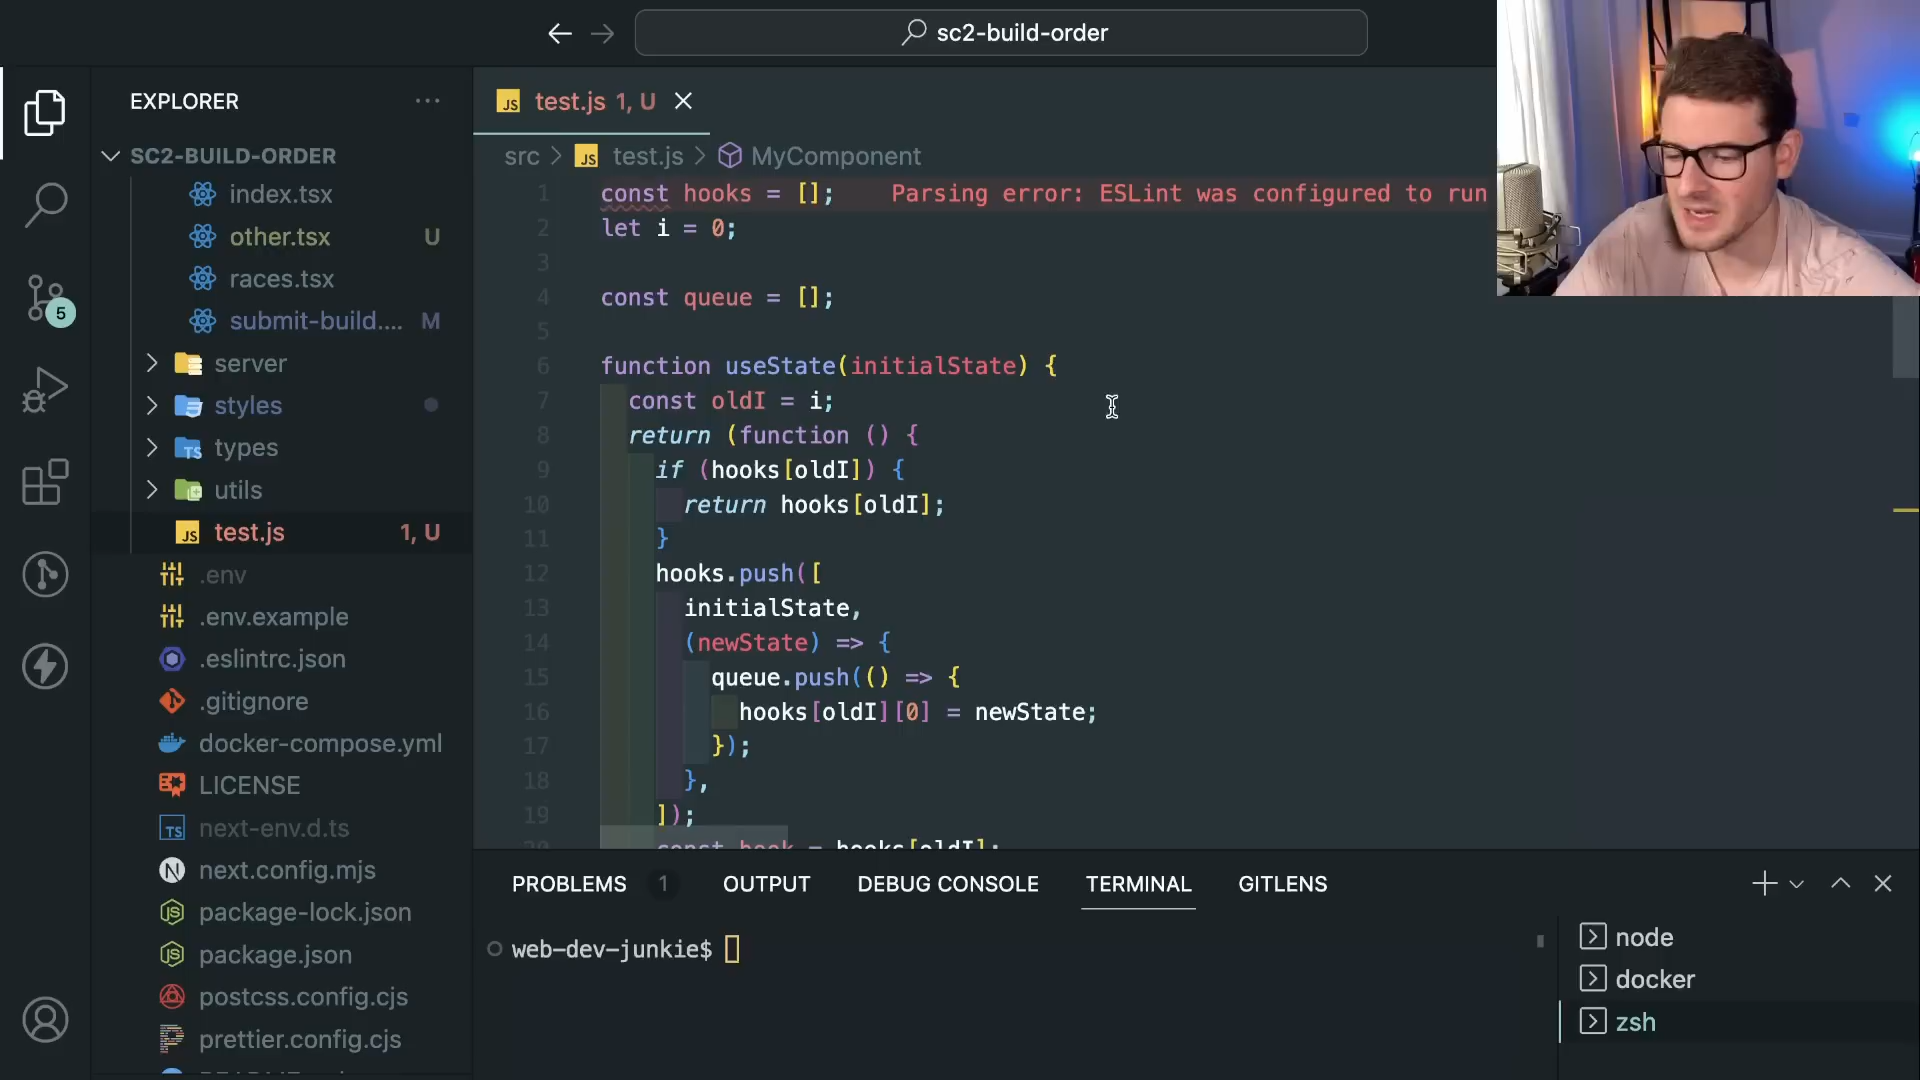 sc2-build-order
EXPLORER
SC2-BUILD-ORDER
index.tsx
other.tsx U
races.tsx
submit-build.... M
server
styles
types
utils
test.js 1, U
.env
.env.example
.eslintrc.json
.gitignore
docker-compose.yml
LICENSE
next-env.d.ts
next.config.mjs
package-lock.json
package.json
postcss.config.cjs
prettier.config.cjs
5
test.js 1, U
src > test.js > MyComponent
1 const hooks = []; Parsing error: ESLint was configured to run
2 let i = 0;
3
4 const queue = [];
5
6 function useState(initialState) {
7 const oldI = i;
8 return (function () {
9 if (hooks[oldI]) {
10 return hooks[oldI];
11 }
12 hooks.push([
13 initialState,
14 (newState) => {
15 queue.push(() => {
16 hooks[oldI][0] = newState;
17 });
18 },
19 ]);
20 const hook = hooks[oldI];
PROBLEMS 1 OUTPUT DEBUG CONSOLE TERMINAL GITLENS
web-dev-junkie$
node
docker
zsh